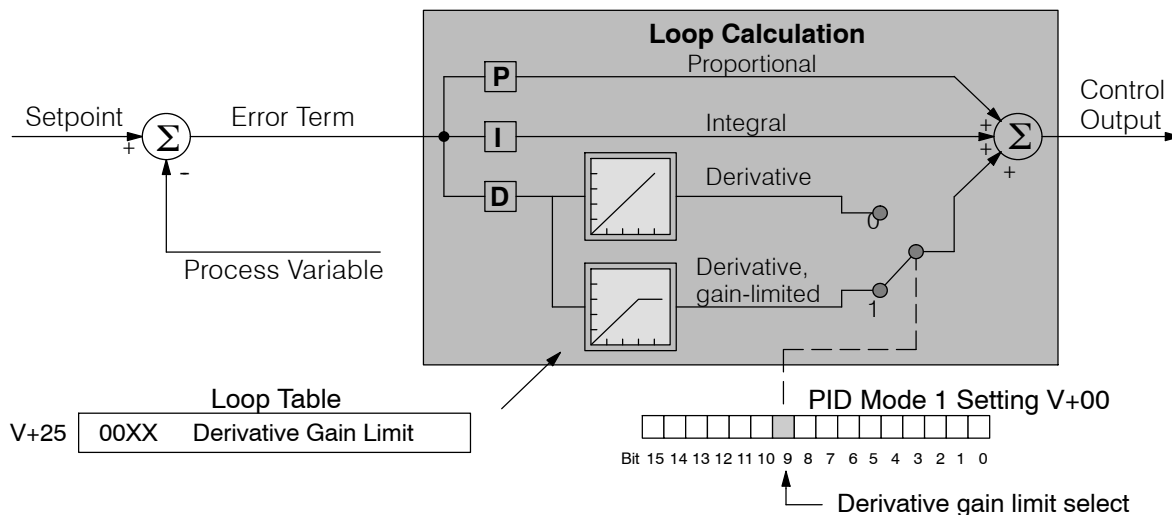 Loop Calculation
P
Proportional
Setpoint
+
Σ
-
Error Term
I
Integral
+
+
+
Σ
Control
Output
D
Derivative
0
Process Variable
Derivative,
gain-limited
1
Loop Table
V+25 00XX Derivative Gain Limit
PID Mode 1 Setting V+00
Bit 15 14 13 12 11 10 9 8 7 6 5 4 3 2 1 0
Derivative gain limit select